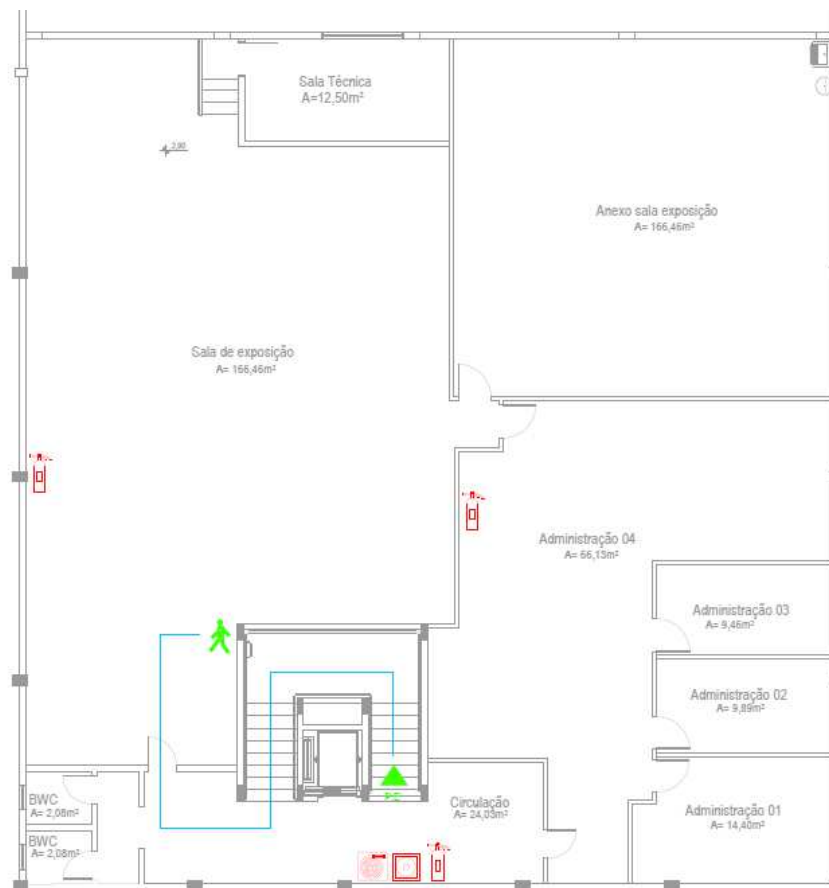 Sala Técnica
A=12,50m²
Anexo sala exposição
A= 166,46m²
Sala de exposição
A= 166,46m²
Administração 04
A= 66,13m²
Administração 03
A= 9,46m²
Administração 02
A= 9,89m²
BWC
A= 2,08m²
BWC
A= 2,08m²
Circulação
A= 24,03m²
Administração 01
A= 14,40m²